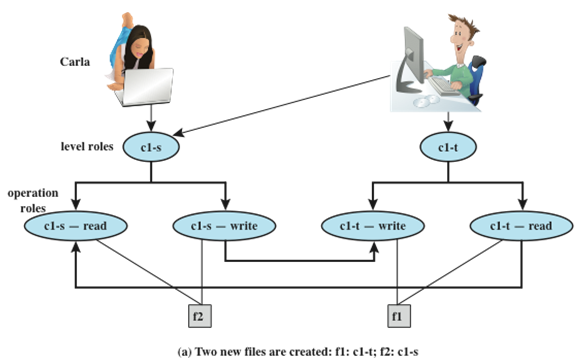 Carla
level roles
c1-s
c1-t
operation
roles
c1-s — read
c1-s — write
c1-t — write
c1-t — read
f2
f1
(a) Two new files are created: f1: c1-t; f2: c1-s